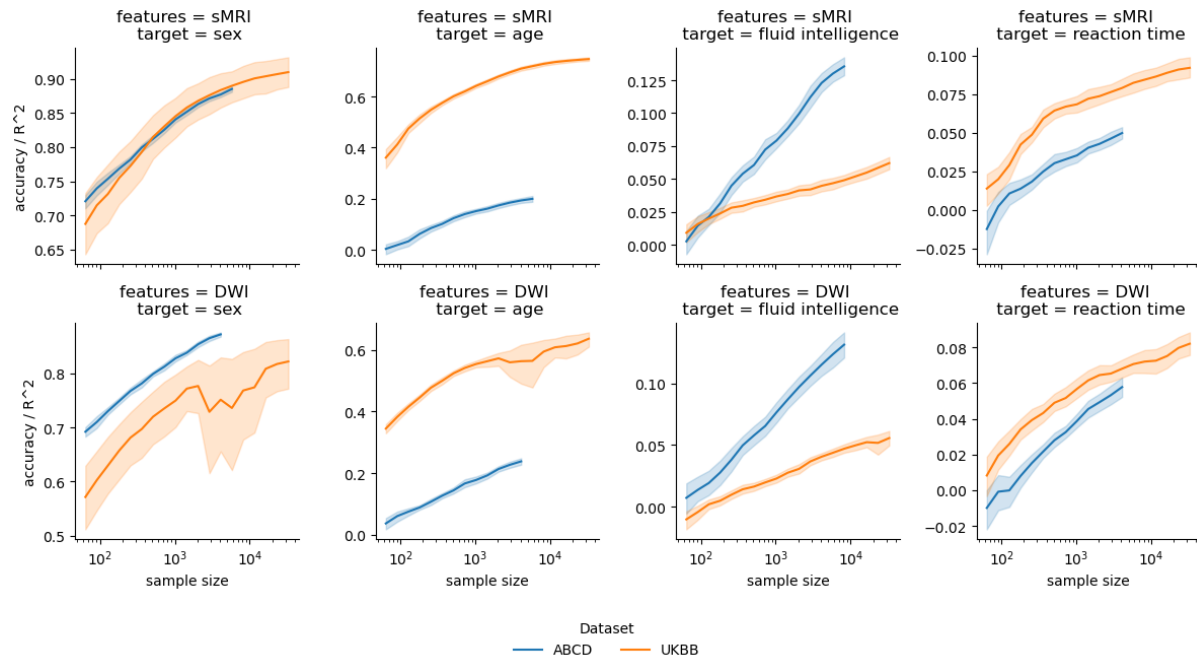 features = sMRI
target = sex
features = sMRI
target = age
features = sMRI
target = fluid intelligence
features = sMRI
target = reaction time
accuracy / R^2
0.90
0.85
0.80
0.75
0.70
0.65
0.6
0.4
0.2
0.0
0.125
0.100
0.075
0.050
0.025
0.000
0.100
0.075
0.050
0.025
0.000
−0.025
features = DWI
target = sex
features = DWI
target = age
features = DWI
target = fluid intelligence
features = DWI
target = reaction time
accuracy / R^2
0.8
0.7
0.6
0.5
0.6
0.4
0.2
0.0
0.10
0.05
0.00
0.08
0.06
0.04
0.02
0.00
−0.02
10^2 10^3 10^4
10^2 10^3 10^4
10^2 10^3 10^4
10^2 10^3 10^4
sample size
sample size
sample size
sample size
Dataset
ABCD UKBB